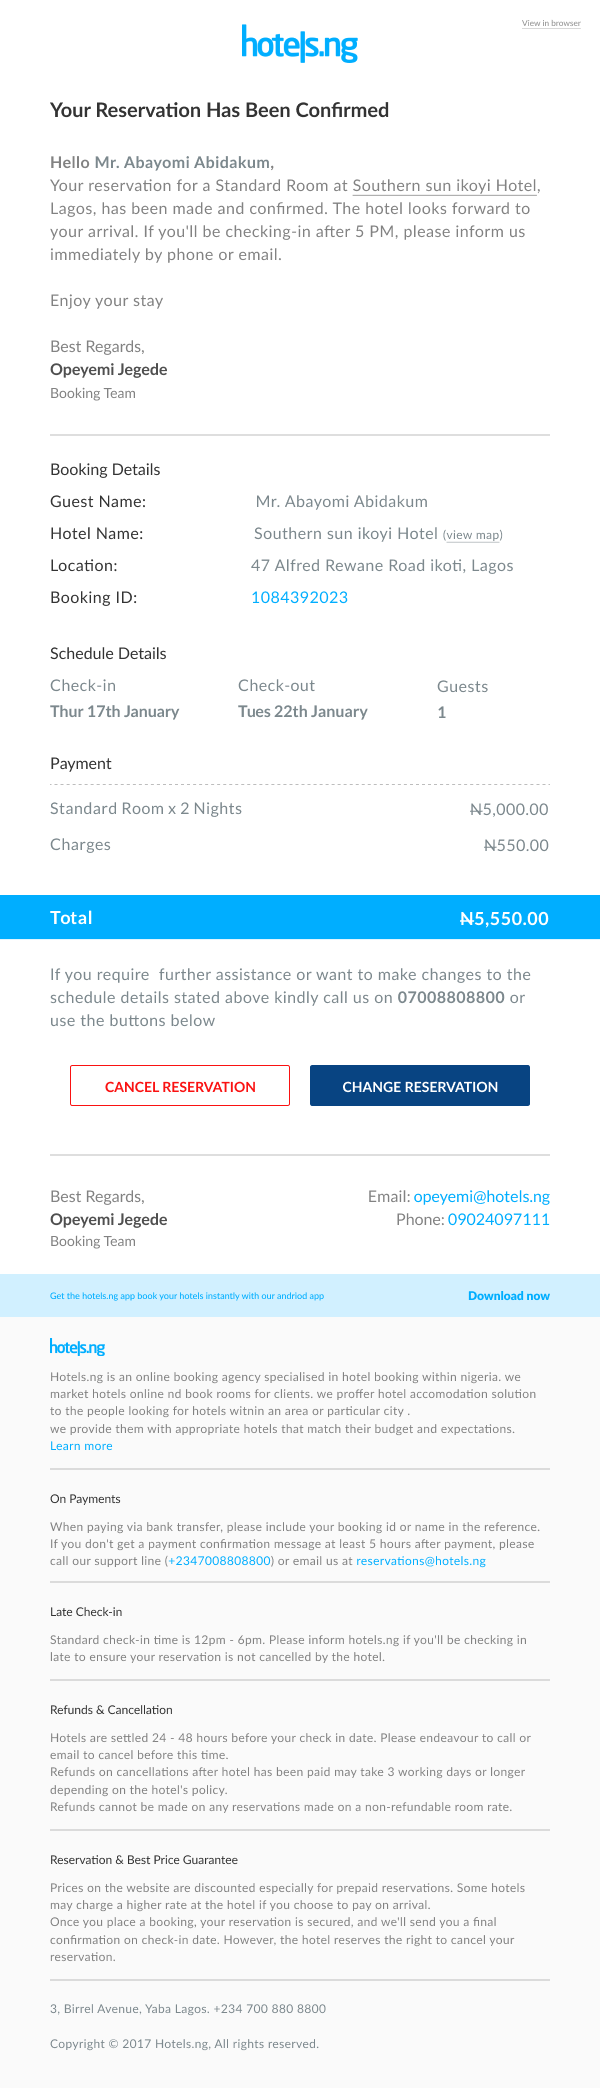 View in browser
hotels.ng
Your Reservation Has Been Confirmed
Hello Mr. Abayomi Abidakum,
Your reservation for a Standard Room at Southern sun ikoyi Hotel,
Lagos, has been made and confirmed. The hotel looks forward to
your arrival. If you'll be checking-in after 5 PM, please inform us
immediately by phone or email.
Enjoy your stay
Best Regards,
Opeyemi Jegede
Booking Team
Booking Details
Guest Name: Mr. Abayomi Abidakum
Hotel Name: Southern sun ikoyi Hotel (view map)
Location: 47 Alfred Rewane Road ikoti, Lagos
Booking ID: 1084392023
Schedule Details
Check-in Check-out Guests
Thur 17th January Tues 22th January 1
Payment
Standard Room x 2 Nights ₦5,000.00
Charges ₦550.00
Total ₦5,550.00
If you require  further assistance or want to make changes to the
schedule details stated above kindly call us on 07008808800 or
use the buttons below
CANCEL RESERVATION CHANGE RESERVATION
Best Regards, Email: opeyemi@hotels.ng
Opeyemi Jegede Phone: 09024097111
Booking Team
Get the hotels.ng app book your hotels instantly with our andriod app Download now
hotels.ng
Hotels.ng is an online booking agency specialised in hotel booking within nigeria. we
market hotels online nd book rooms for clients. we proffer hotel accomodation solution
to the people looking for hotels witnin an area or particular city .
we provide them with appropriate hotels that match their budget and expectations.
Learn more
On Payments
When paying via bank transfer, please include your booking id or name in the reference.
If you don't get a payment confirmation message at least 5 hours after payment, please
call our support line (+2347008808800) or email us at reservations@hotels.ng
Late Check-in
Standard check-in time is 12pm - 6pm. Please inform hotels.ng if you'll be checking in
late to ensure your reservation is not cancelled by the hotel.
Refunds & Cancellation
Hotels are settled 24 - 48 hours before your check in date. Please endeavour to call or
email to cancel before this time.
Refunds on cancellations after hotel has been paid may take 3 working days or longer
depending on the hotel's policy.
Refunds cannot be made on any reservations made on a non-refundable room rate.
Reservation & Best Price Guarantee
Prices on the website are discounted especially for prepaid reservations. Some hotels
may charge a higher rate at the hotel if you choose to pay on arrival.
Once you place a booking, your reservation is secured, and we'll send you a final
confirmation on check-in date. However, the hotel reserves the right to cancel your
reservation.
3, Birrel Avenue, Yaba Lagos. +234 700 880 8800
Copyright © 2017 Hotels.ng, All rights reserved.